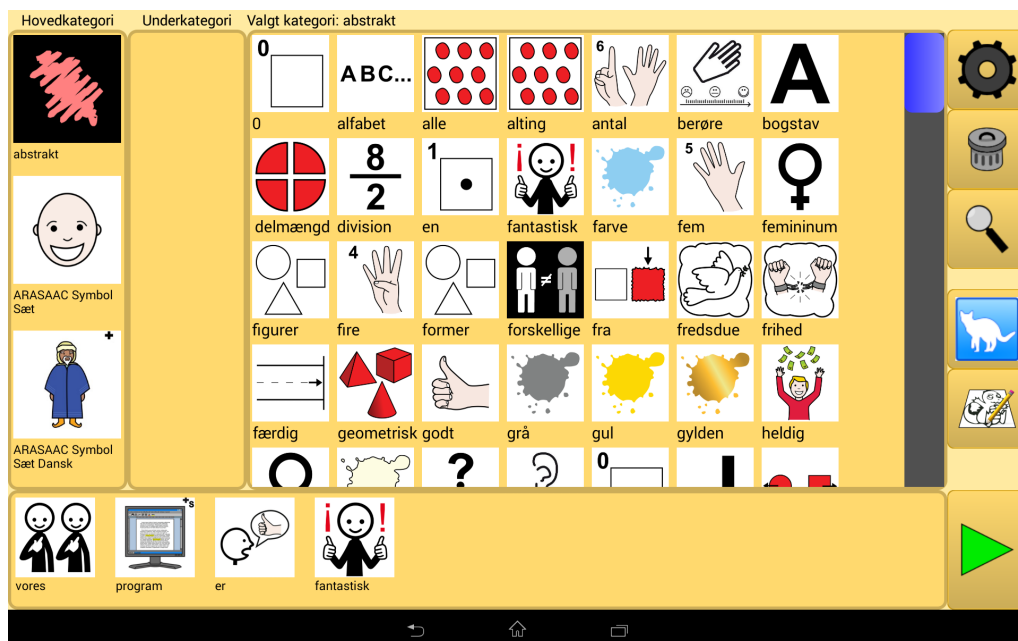 Hovedkategori
Underkategori
Valgt kategori: abstrakt
abstrakt
ARASAAC Symbol
Sæt
+
ARASAAC Symbol
Sæt Dansk
0
ABC...
6
A
0
alfabet
alle
alting
antal
berøre
bogstav
8
2
1
¡ !
5
delmængd
division
en
fantastisk
farve
fem
femininum
4
≠
figurer
fire
former
forskellige
fra
fredsdue
frihed
færdig
geometrisk
godt
grå
gul
gylden
heldig
?
0
+s
¡ !
vores
program
er
fantastisk